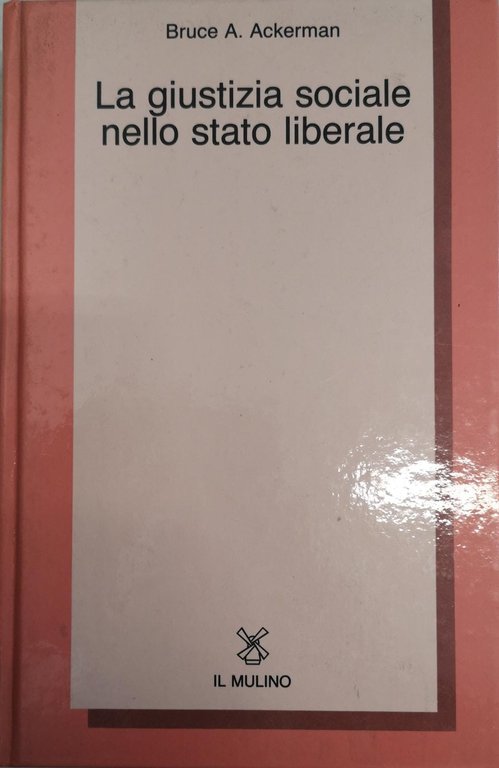 Bruce A. Ackerman
La giustizia sociale
nello stato liberale
IL MULINO